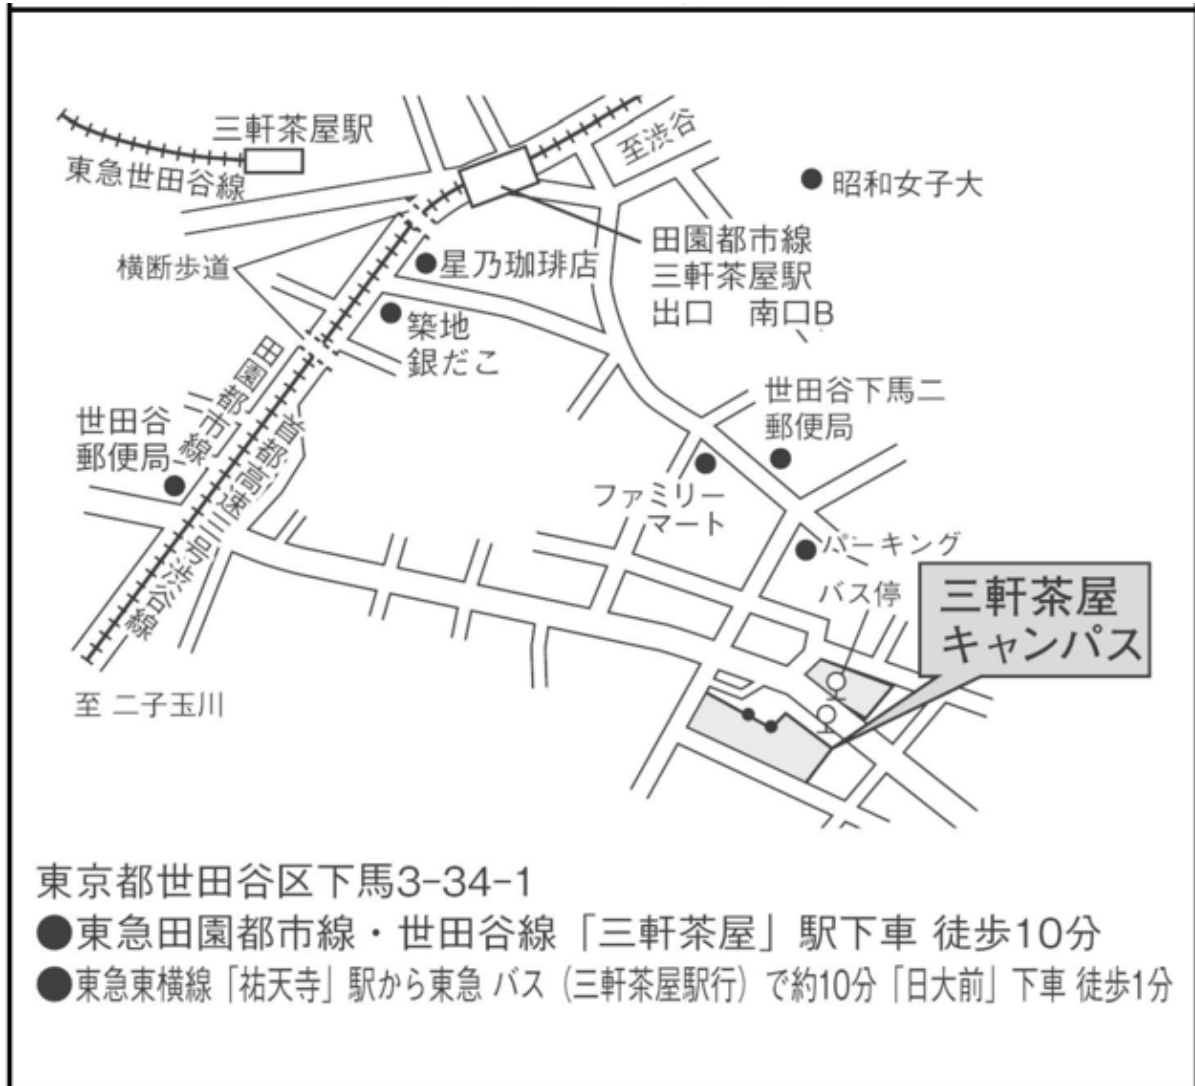 三軒茶屋駅
東急世田谷線
至渋谷
昭和女子大
横断歩道
星乃珈琲店
田園都市線
三軒茶屋駅
出口　南口B
築地
銀だこ
田園都市線
首都高速三号渋谷線
世田谷
郵便局
世田谷下馬二
郵便局
ファミリー
マート
パーキング
バス停
三軒茶屋
キャンパス
至 二子玉川
東京都世田谷区下馬3-34-1
●東急田園都市線・世田谷線「三軒茶屋」駅下車 徒歩10分
●東急東横線「祐天寺」駅から東急 バス（三軒茶屋駅行）で約10分「日大前」下車 徒歩1分